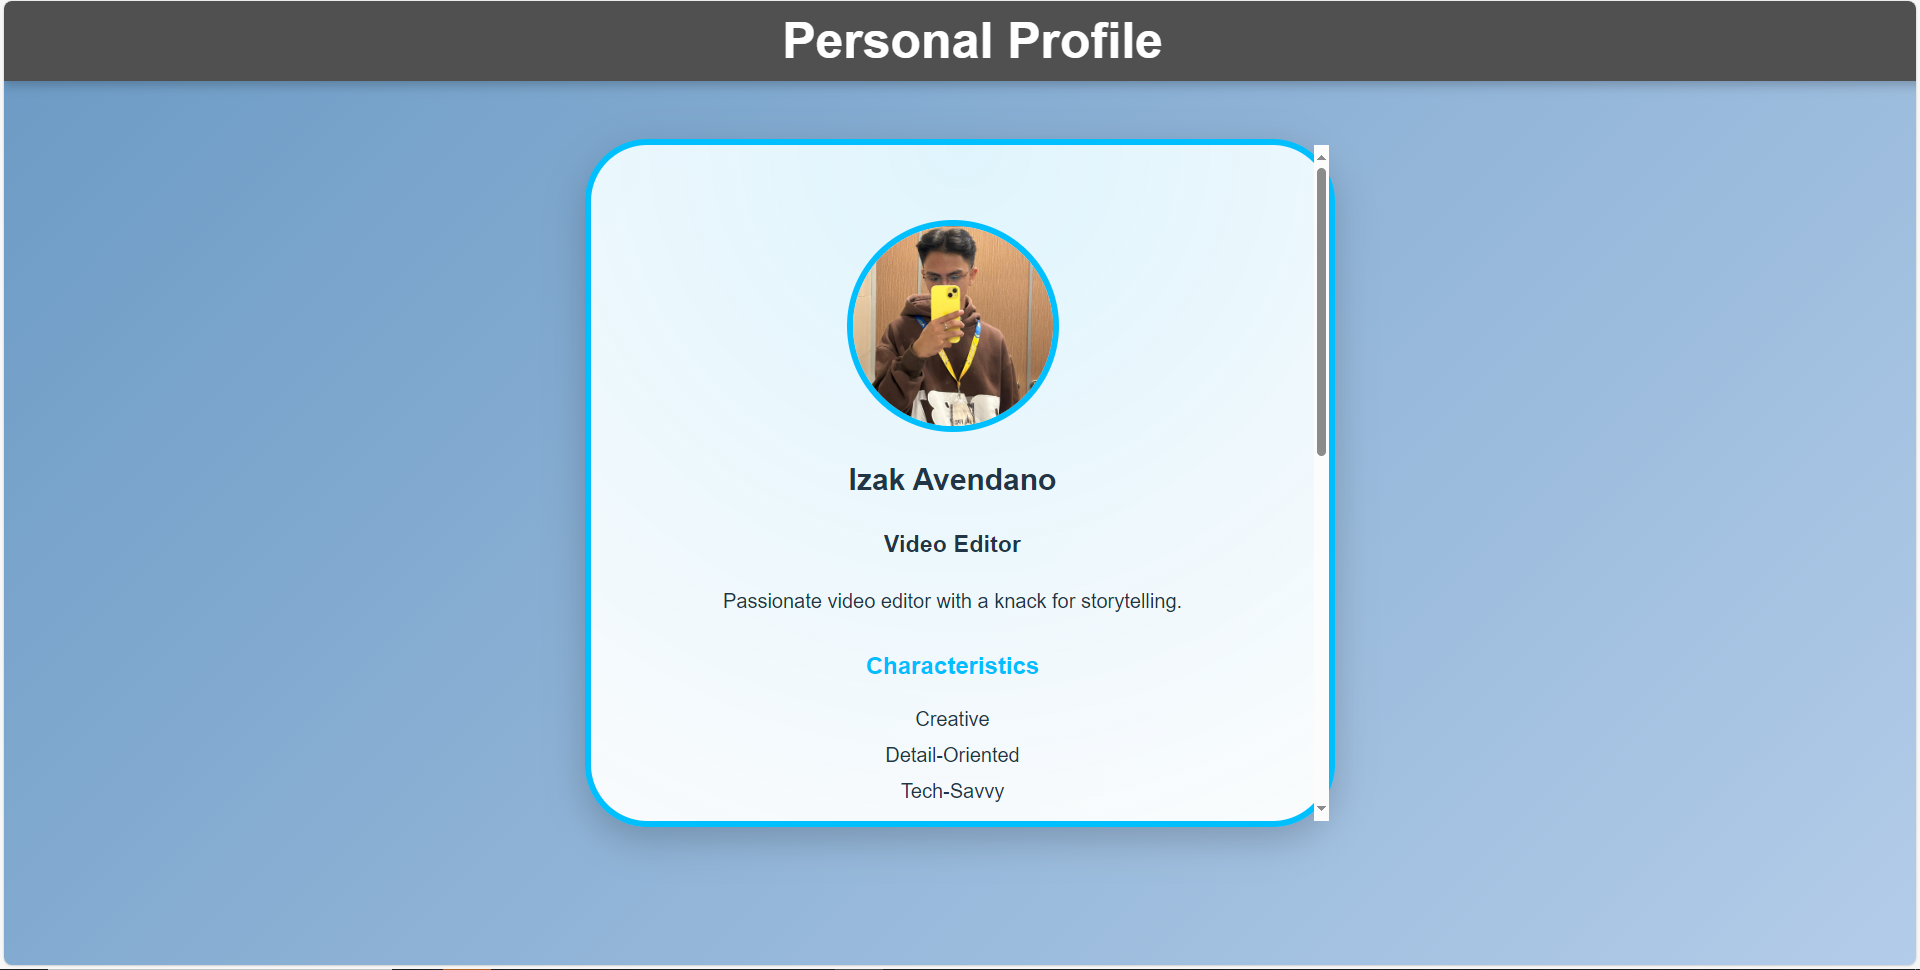 Personal Profile
Izak Avendano
Video Editor
Passionate video editor with a knack for storytelling.
Characteristics
Creative
Detail-Oriented
Tech-Savvy